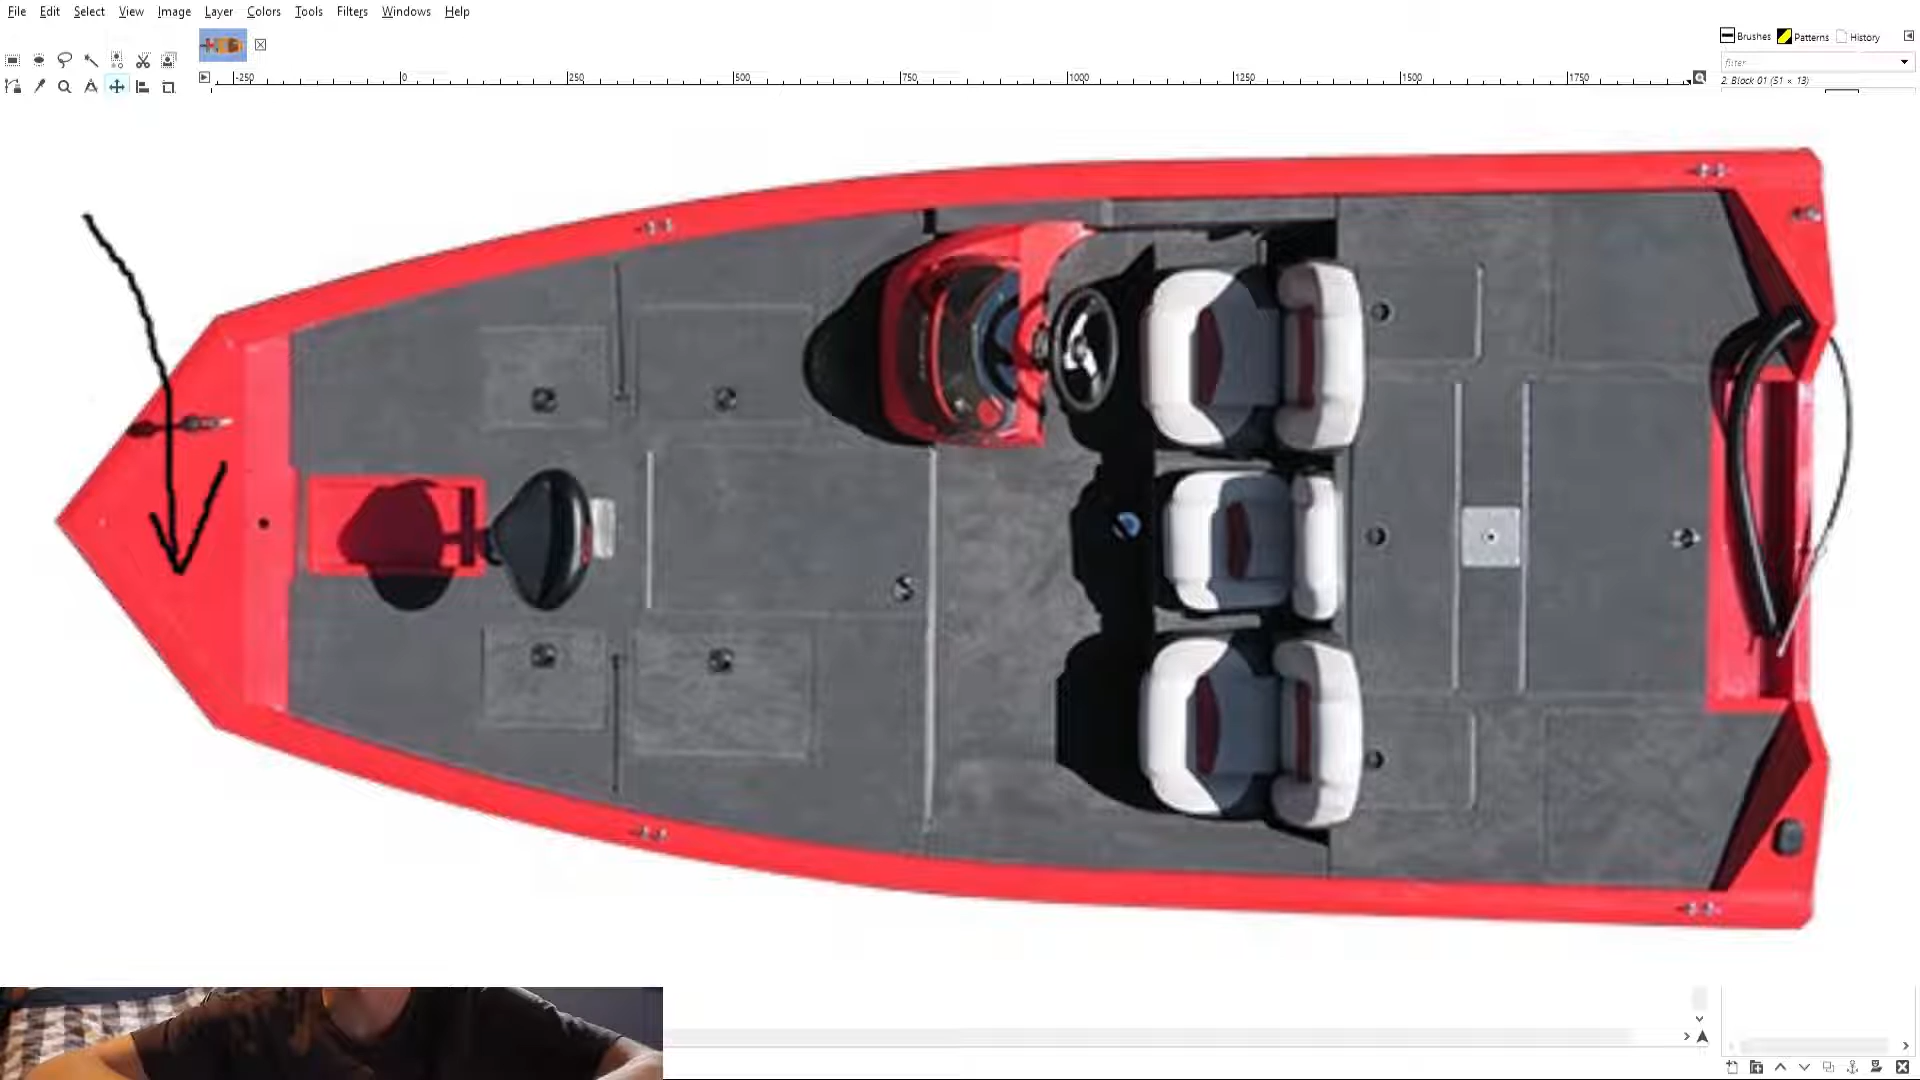 File Edit Select View Image Layer Colors Tools Filters Windows Help
Brushes Patterns History
filter
2. Block 01 (51 × 13)
-250 0 250 500 750 1000 1250 1500 1750